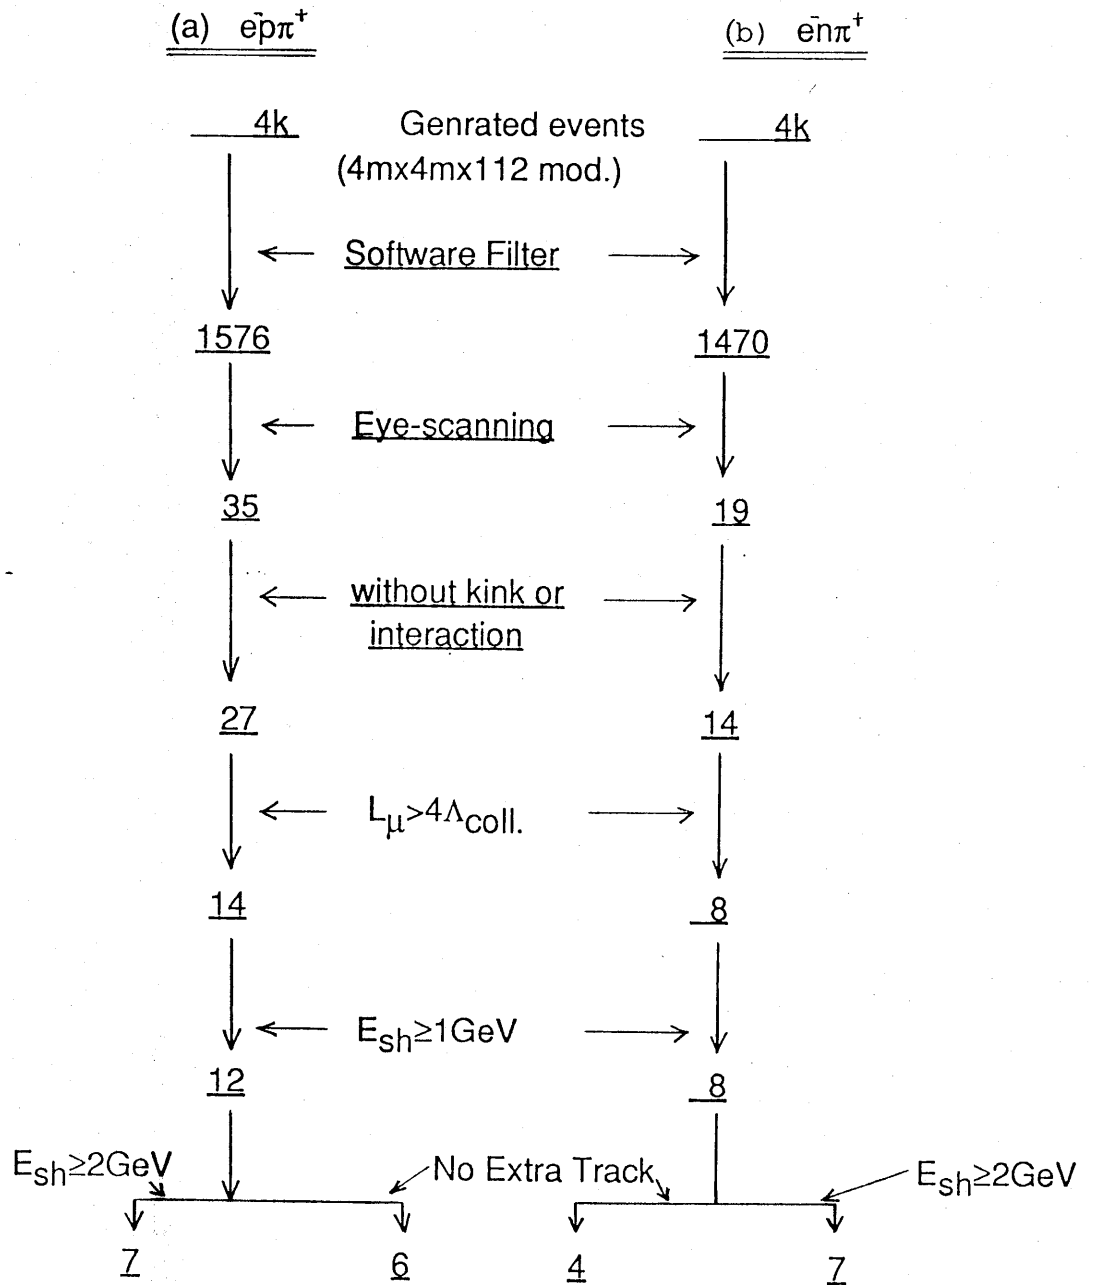 (a) e⁻pπ⁺ (b) e⁻nπ⁺
4k Genrated events 4k
(4mx4mx112 mod.)
Software Filter
1576 1470
Eye-scanning
35 19
without kink or
interaction
27 14
Lμ>4Λcoll.
14 8
Esh≥1GeV
12 8
Esh≥2GeV No Extra Track Esh≥2GeV
7 6 4 7